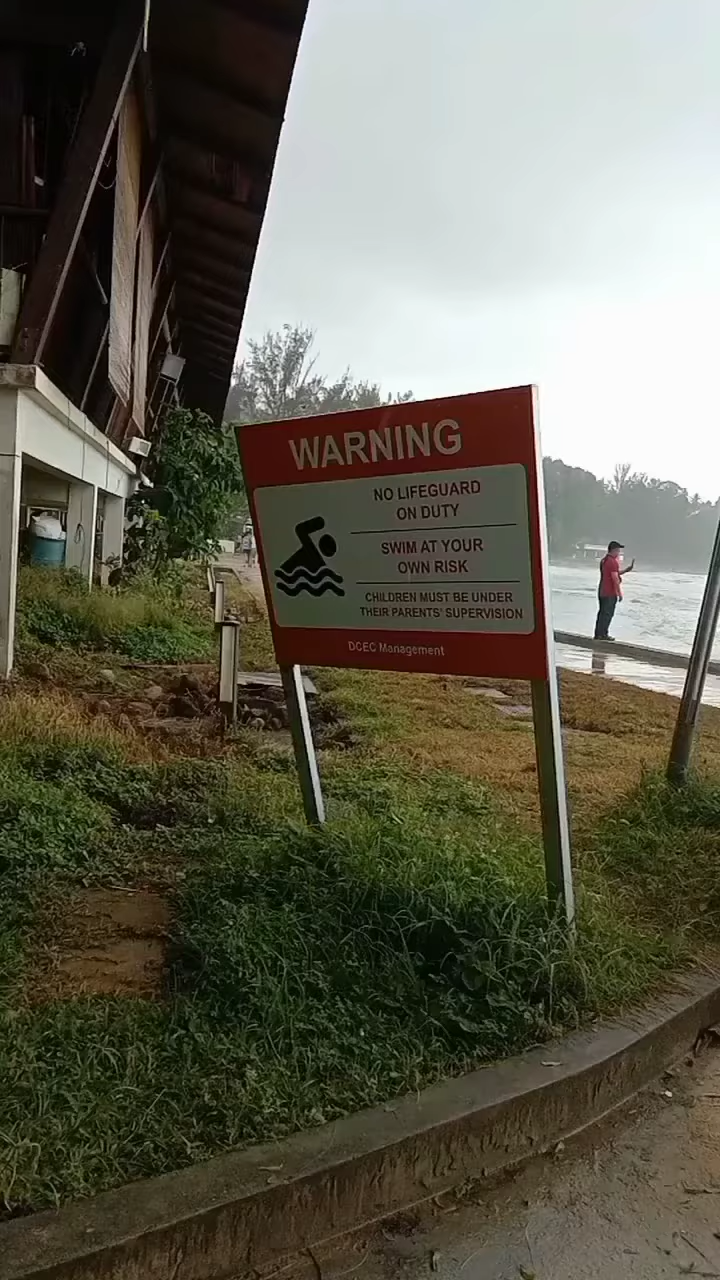 WARNING
NO LIFEGUARD
ON DUTY
SWIM AT YOUR
OWN RISK
CHILDREN MUST BE UNDER
THEIR PARENTS' SUPERVISION
DCEC Management